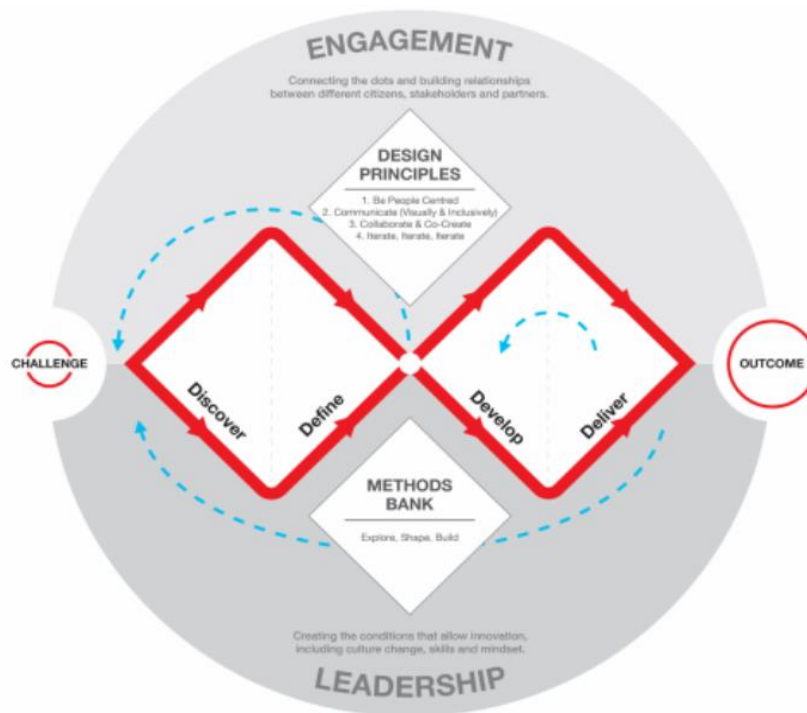 ENGAGEMENT
Connecting the dots and building relationships
between different citizens, stakeholders and partners.
DESIGN
PRINCIPLES
1. Be People Centred
2. Communicate (Visually & Inclusively)
3. Collaborate & Co-Create
4. Iterate, Iterate, Iterate
CHALLENGE
OUTCOME
Discover
Define
Develop
Deliver
METHODS
BANK
Explore, Shape, Build
Creating the conditions that allow innovation,
including culture change, skills and mindset.
LEADERSHIP